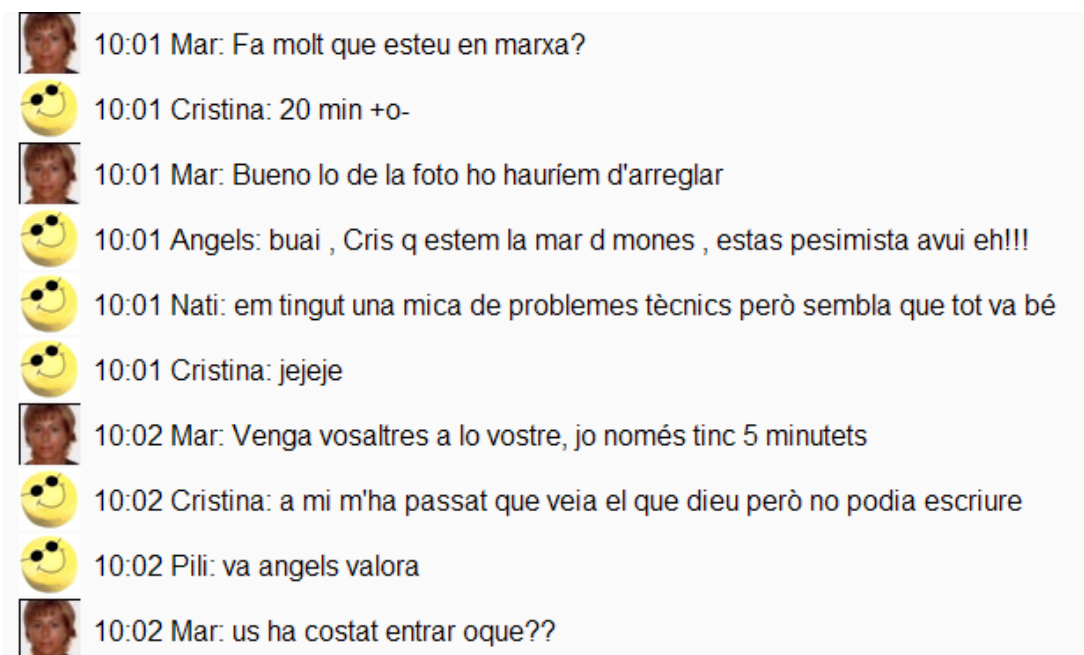 10:01 Mar: Fa molt que esteu en marxa?
10:01 Cristina: 20 min +o-
10:01 Mar: Bueno lo de la foto ho hauríem d'arreglar
10:01 Angels: buai , Cris q estem la mar d mones , estas pesimista avui eh!!!
10:01 Nati: em tingut una mica de problemes tècnics però sembla que tot va bé
10:01 Cristina: jejeje
10:02 Mar: Venga vosaltres a lo vostre, jo només tinc 5 minutets
10:02 Cristina: a mi m'ha passat que veia el que dieu però no podia escriure
10:02 Pili: va angels valora
10:02 Mar: us ha costat entrar oque??